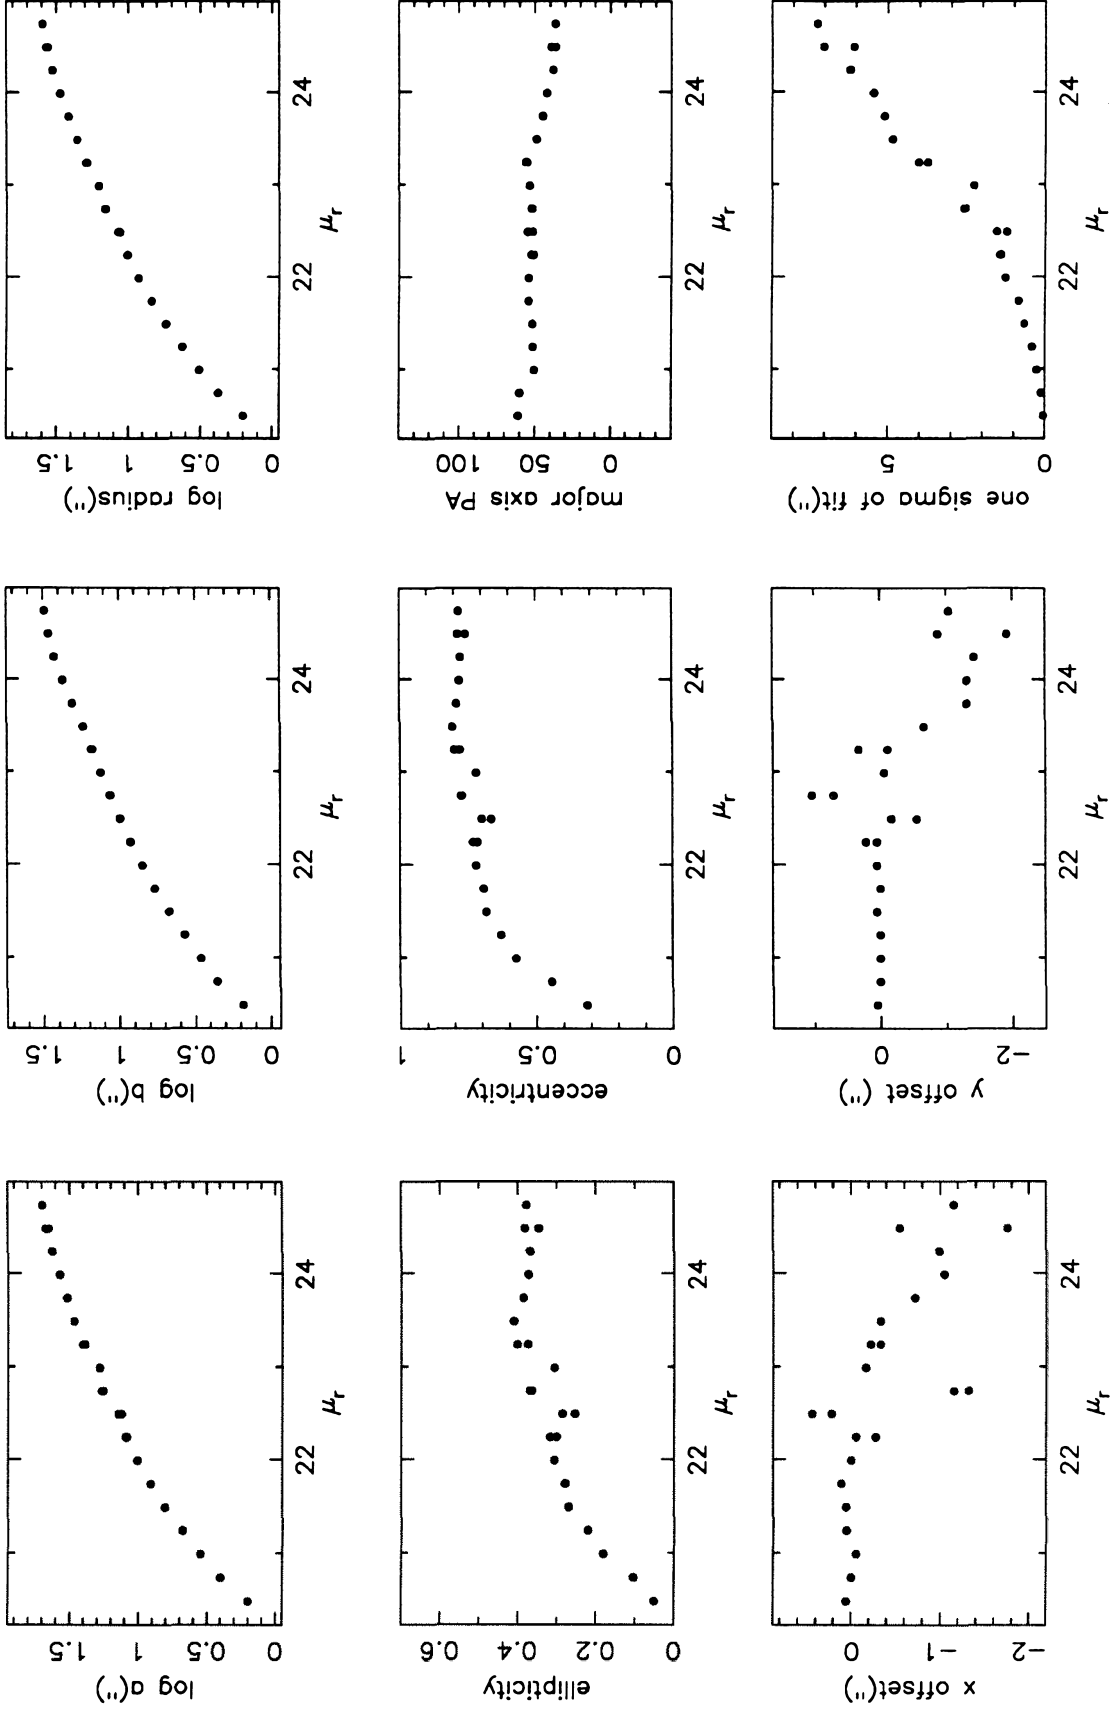 log a(")
1.5
1
0.5
0
22
24
μr
log b(")
1.5
1
0.5
0
22
24
μr
log radius(")
1.5
1
0.5
0
22
24
μr
ellipticity
0.6
0.4
0.2
0
22
24
μr
eccentricity
1
0.5
0
22
24
μr
major axis PA
100
50
0
22
24
μr
x offset(")
0
−1
−2
22
24
μr
y offset (")
0
−2
22
24
μr
one sigma of fit(")
5
0
22
24
μr